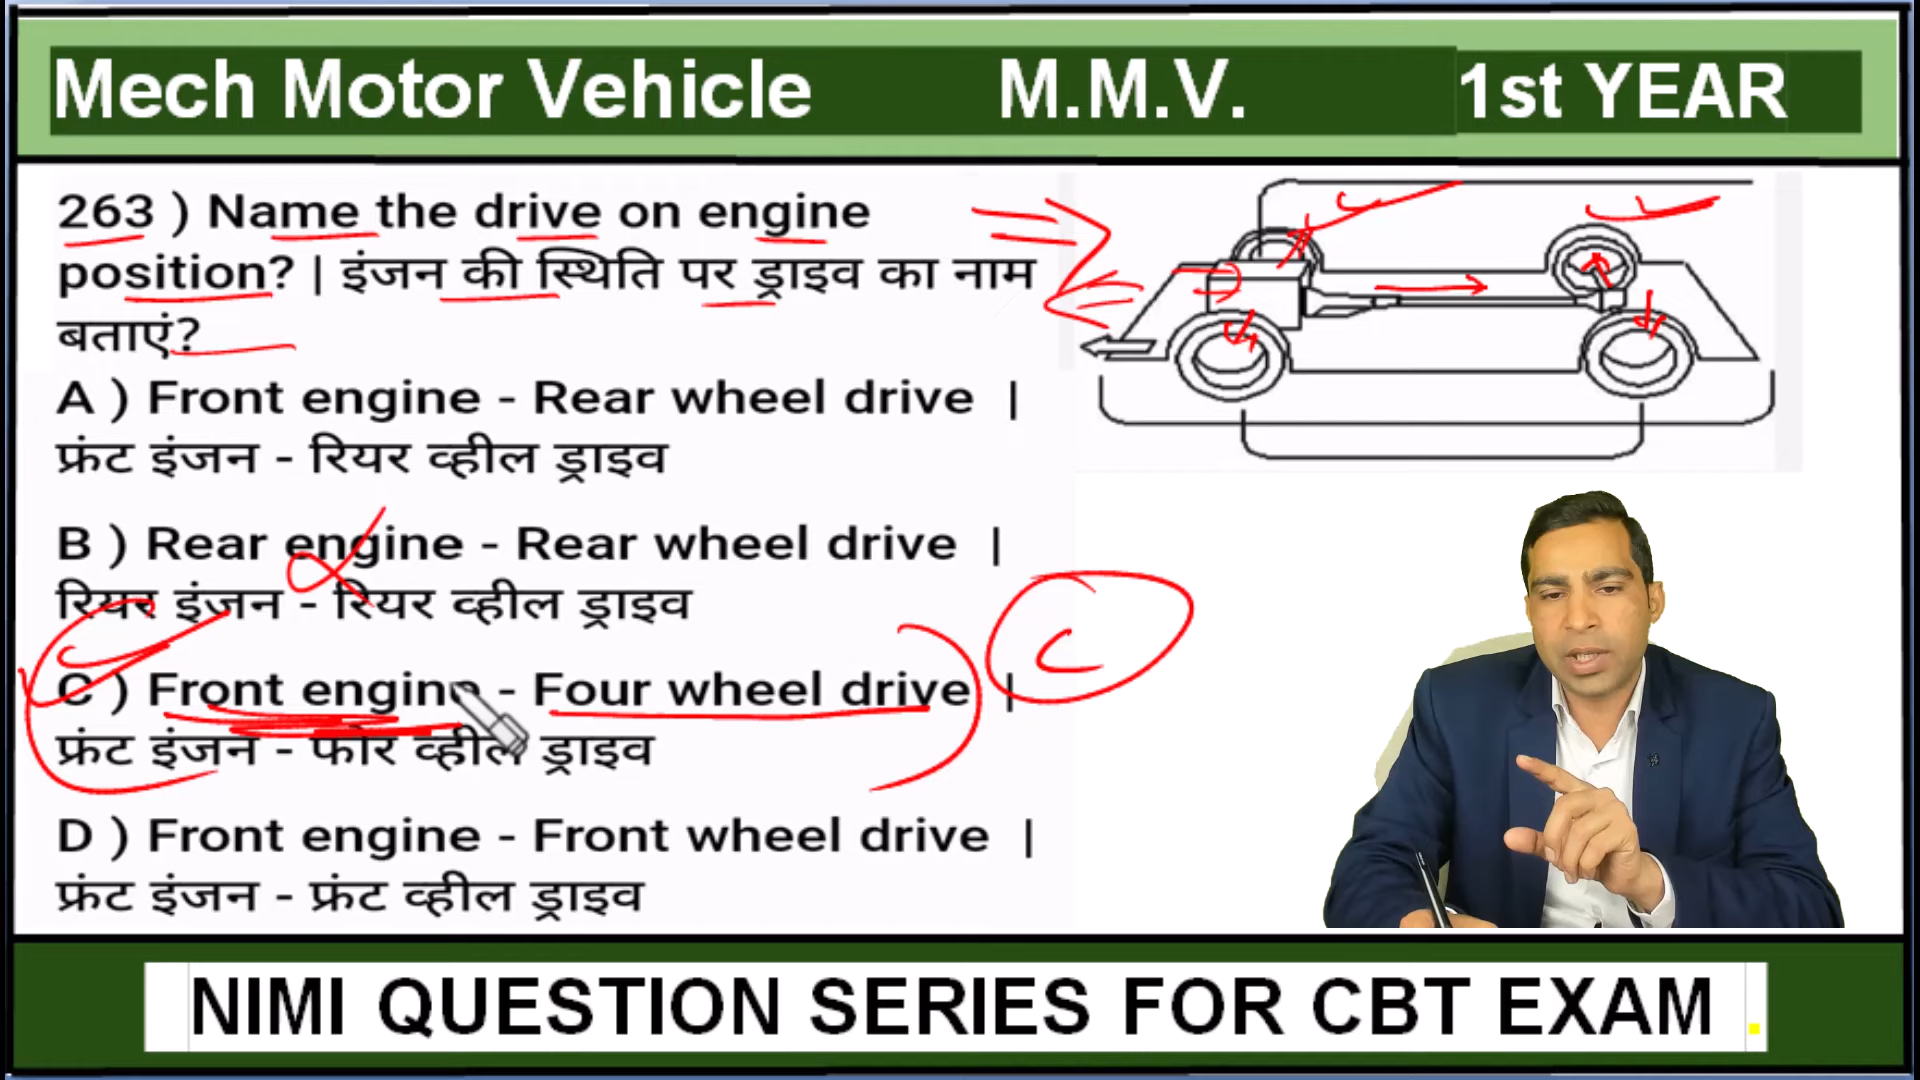 Mech Motor Vehicle M.M.V. 1st YEAR
263 ) Name the drive on engine
position? | इंजन की स्थिति पर ड्राइव का नाम
बताएं?
A ) Front engine - Rear wheel drive |
फ्रंट इंजन - रियर व्हील ड्राइव
B ) Rear engine - Rear wheel drive |
रियर इंजन - रियर व्हील ड्राइव
C
C ) Front engine - Four wheel drive |
फ्रंट इंजन - फोर व्हील ड्राइव
D ) Front engine - Front wheel drive |
फ्रंट इंजन - फ्रंट व्हील ड्राइव
NIMI QUESTION SERIES FOR CBT EXAM .